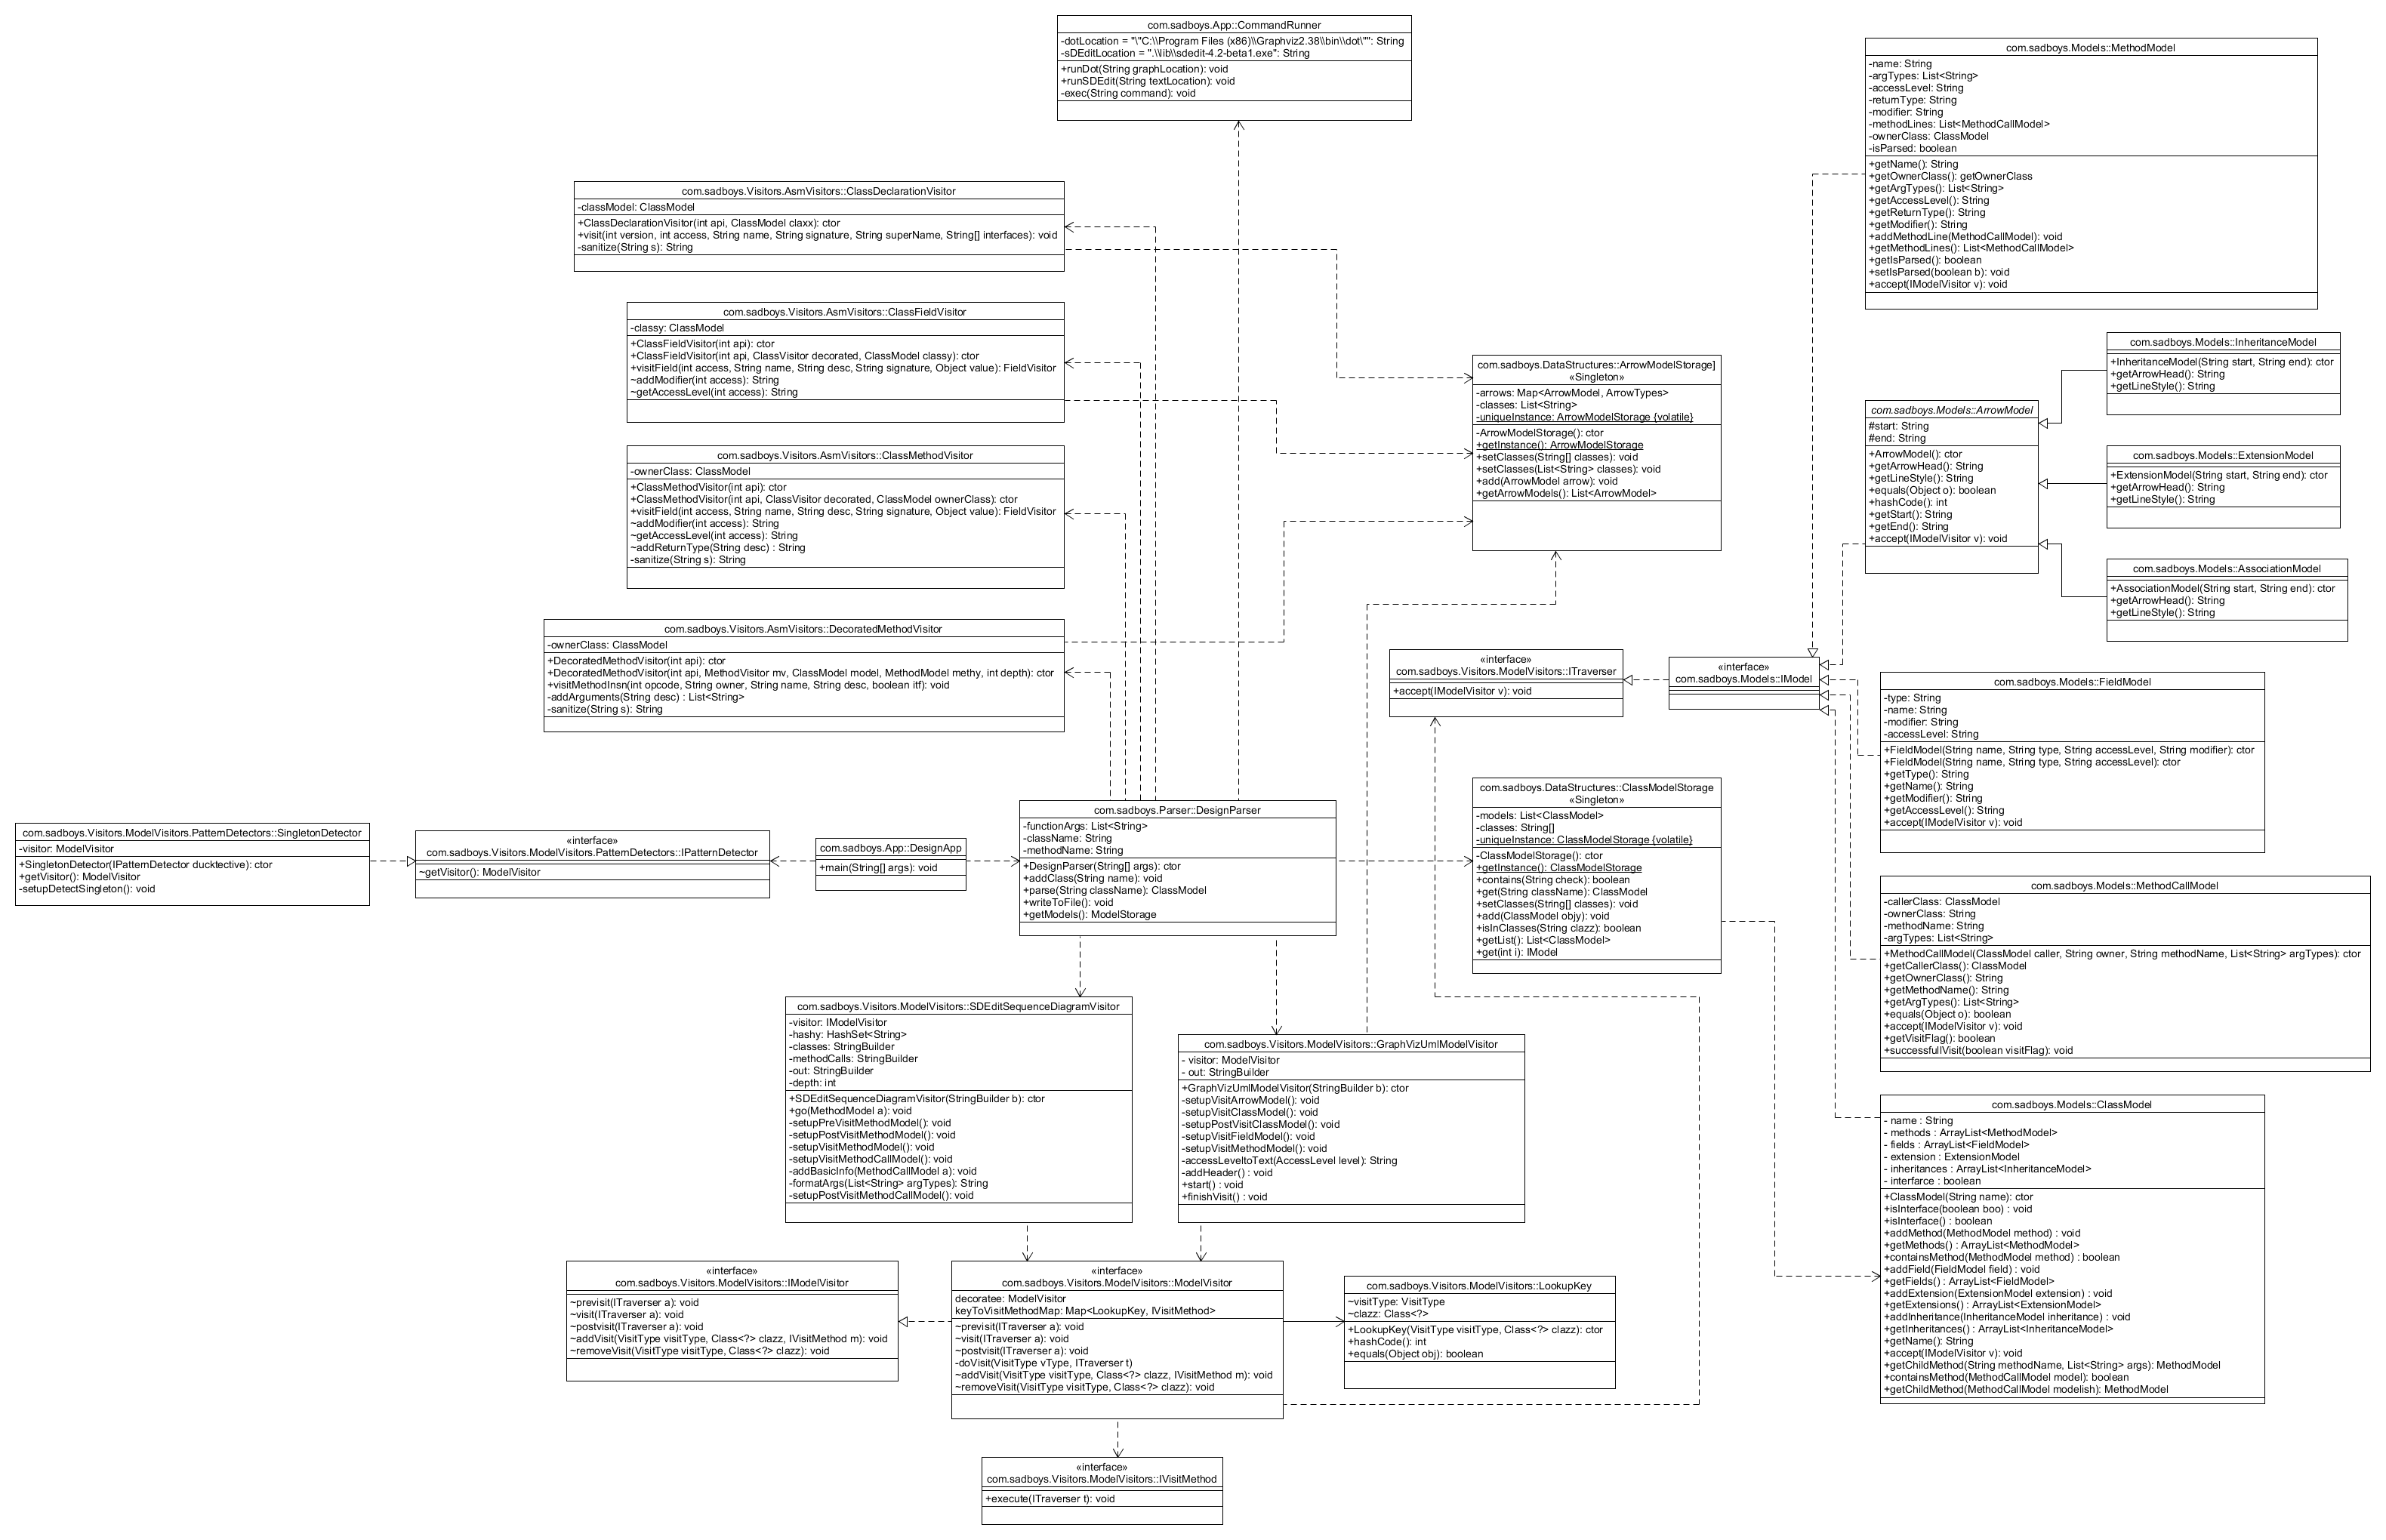 com.sadboys.App::CommandRunner
-dotLocation = "\"C:\\Program Files (x86)\\Graphviz2.38\\bin\\dot\"": String
-sDEditLocation = ".\\lib\\sdedit-4.2-beta1.exe": String
+runDot(String graphLocation): void
+runSDEdit(String textLocation): void
-exec(String command): void
com.sadboys.Models::MethodModel
-name: String
-argTypes: List<String>
-accessLevel: String
-returnType: String
-modifier: String
-methodLines: List<MethodCallModel>
-ownerClass: ClassModel
-isParsed: boolean
+getName(): String
+getOwnerClass(): getOwnerClass
+getArgTypes(): List<String>
+getAccessLevel(): String
+getReturnType(): String
+getModifier(): String
+addMethodLine(MethodCallModel): void
+getMethodLines(): List<MethodCallModel>
+getIsParsed(): boolean
+setIsParsed(boolean b): void
+accept(IModelVisitor v): void
com.sadboys.Visitors.AsmVisitors::ClassDeclarationVisitor
-classModel: ClassModel
+ClassDeclarationVisitor(int api, ClassModel claxx): ctor
+visit(int version, int access, String name, String signature, String superName, String[] interfaces): void
-sanitize(String s): String
com.sadboys.Visitors.AsmVisitors::ClassFieldVisitor
-classy: ClassModel
+ClassFieldVisitor(int api): ctor
+ClassFieldVisitor(int api, ClassVisitor decorated, ClassModel classy): ctor
+visitField(int access, String name, String desc, String signature, Object value): FieldVisitor
~addModifier(int access): String
~getAccessLevel(int access): String
com.sadboys.Visitors.AsmVisitors::ClassMethodVisitor
-ownerClass: ClassModel
+ClassMethodVisitor(int api): ctor
+ClassMethodVisitor(int api, ClassVisitor decorated, ClassModel ownerClass): ctor
+visitField(int access, String name, String desc, String signature, Object value): FieldVisitor
~addModifier(int access): String
~getAccessLevel(int access): String
~addReturnType(String desc) : String
-sanitize(String s): String
com.sadboys.Visitors.AsmVisitors::DecoratedMethodVisitor
-ownerClass: ClassModel
+DecoratedMethodVisitor(int api): ctor
+DecoratedMethodVisitor(int api, MethodVisitor mv, ClassModel model, MethodModel methy, int depth): ctor
+visitMethodInsn(int opcode, String owner, String name, String desc, boolean itf): void
-addArguments(String desc) : List<String>
-sanitize(String s): String
com.sadboys.DataStructures::ArrowModelStorage]
«Singleton»
-arrows: Map<ArrowModel, ArrowTypes>
-classes: List<String>
-uniqueInstance: ArrowModelStorage {volatile}
-ArrowModelStorage(): ctor
+getInstance(): ArrowModelStorage
+setClasses(String[] classes): void
+setClasses(List<String> classes): void
+add(ArrowModel arrow): void
+getArrowModels(): List<ArrowModel>
com.sadboys.Models::InheritanceModel
+InheritanceModel(String start, String end): ctor
+getArrowHead(): String
+getLineStyle(): String
com.sadboys.Models::ArrowModel
#start: String
#end: String
+ArrowModel(): ctor
+getArrowHead(): String
+getLineStyle(): String
+equals(Object o): boolean
+hashCode(): int
+getStart(): String
+getEnd(): String
+accept(IModelVisitor v): void
com.sadboys.Models::ExtensionModel
+ExtensionModel(String start, String end): ctor
+getArrowHead(): String
+getLineStyle(): String
com.sadboys.Models::AssociationModel
+AssociationModel(String start, String end): ctor
+getArrowHead(): String
+getLineStyle(): String
«interface»
com.sadboys.Visitors.ModelVisitors::ITraverser
+accept(IModelVisitor v): void
«interface»
com.sadboys.Models::IModel
com.sadboys.Models::FieldModel
-type: String
-name: String
-modifier: String
-accessLevel: String
+FieldModel(String name, String type, String accessLevel, String modifier): ctor
+FieldModel(String name, String type, String accessLevel): ctor
+getType(): String
+getName(): String
+getModifier(): String
+getAccessLevel(): String
+accept(IModelVisitor v): void
com.sadboys.Visitors.ModelVisitors.PatternDetectors::SingletonDetector
-visitor: ModelVisitor
+SingletonDetector(IPatternDetector ducktective): ctor
+getVisitor(): ModelVisitor
-setupDetectSingleton(): void
«interface»
com.sadboys.Visitors.ModelVisitors.PatternDetectors::IPatternDetector
~getVisitor(): ModelVisitor
com.sadboys.App::DesignApp
+main(String[] args): void
com.sadboys.Parser::DesignParser
-functionArgs: List<String>
-className: String
-methodName: String
+DesignParser(String[] args): ctor
+addClass(String name): void
+parse(String className): ClassModel
+writeToFile(): void
+getModels(): ModelStorage
com.sadboys.DataStructures::ClassModelStorage
«Singleton»
-models: List<ClassModel>
-classes: String[]
-uniqueInstance: ClassModelStorage {volatile}
-ClassModelStorage(): ctor
+getInstance(): ClassModelStorage
+contains(String check): boolean
+get(String className): ClassModel
+setClasses(String[] classes): void
+add(ClassModel objy): void
+isInClasses(String clazz): boolean
+getList(): List<ClassModel>
+get(int i): IModel
com.sadboys.Models::MethodCallModel
-callerClass: ClassModel
-ownerClass: String
-methodName: String
-argTypes: List<String>
+MethodCallModel(ClassModel caller, String owner, String methodName, List<String> argTypes): ctor
+getCallerClass(): ClassModel
+getOwnerClass(): String
+getMethodName(): String
+getArgTypes(): List<String>
+equals(Object o): boolean
+accept(IModelVisitor v): void
+getVisitFlag(): boolean
+successfullVisit(boolean visitFlag): void
com.sadboys.Visitors.ModelVisitors::SDEditSequenceDiagramVisitor
-visitor: IModelVisitor
-hashy: HashSet<String>
-classes: StringBuilder
-methodCalls: StringBuilder
-out: StringBuilder
-depth: int
+SDEditSequenceDiagramVisitor(StringBuilder b): ctor
+go(MethodModel a): void
-setupPreVisitMethodModel(): void
-setupPostVisitMethodModel(): void
-setupVisitMethodModel(): void
-setupVisitMethodCallModel(): void
-addBasicInfo(MethodCallModel a): void
-formatArgs(List<String> argTypes): String
-setupPostVisitMethodCallModel(): void
com.sadboys.Visitors.ModelVisitors::GraphVizUmlModelVisitor
- visitor: ModelVisitor
- out: StringBuilder
+GraphVizUmlModelVisitor(StringBuilder b): ctor
-setupVisitArrowModel(): void
-setupVisitClassModel(): void
-setupPostVisitClassModel(): void
-setupVisitFieldModel(): void
-setupVisitMethodModel(): void
-accessLeveltoText(AccessLevel level): String
-addHeader() : void
+start() : void
+finishVisit() : void
com.sadboys.Models::ClassModel
- name : String
- methods : ArrayList<MethodModel>
- fields : ArrayList<FieldModel>
- extension : ExtensionModel
- inheritances : ArrayList<InheritanceModel>
- interfarce : boolean
+ClassModel(String name): ctor
+isInterface(boolean boo) : void
+isInterface() : boolean
+addMethod(MethodModel method) : void
+getMethods() : ArrayList<MethodModel>
+containsMethod(MethodModel method) : boolean
+addField(FieldModel field) : void
+getFields() : ArrayList<FieldModel>
+addExtension(ExtensionModel extension) : void
+getExtensions() : ArrayList<ExtensionModel>
+addInheritance(InheritanceModel inheritance) : void
+getInheritances() : ArrayList<InheritanceModel>
+getName(): String
+accept(IModelVisitor v): void
+getChildMethod(String methodName, List<String> args): MethodModel
+containsMethod(MethodCallModel model): boolean
+getChildMethod(MethodCallModel modelish): MethodModel
«interface»
com.sadboys.Visitors.ModelVisitors::IModelVisitor
~previsit(ITraverser a): void
~visit(ITraverser a): void
~postvisit(ITraverser a): void
~addVisit(VisitType visitType, Class<?> clazz, IVisitMethod m): void
~removeVisit(VisitType visitType, Class<?> clazz): void
«interface»
com.sadboys.Visitors.ModelVisitors::ModelVisitor
decoratee: ModelVisitor
keyToVisitMethodMap: Map<LookupKey, IVisitMethod>
~previsit(ITraverser a): void
~visit(ITraverser a): void
~postvisit(ITraverser a): void
-doVisit(VisitType vType, ITraverser t)
~addVisit(VisitType visitType, Class<?> clazz, IVisitMethod m): void
~removeVisit(VisitType visitType, Class<?> clazz): void
com.sadboys.Visitors.ModelVisitors::LookupKey
~visitType: VisitType
~clazz: Class<?>
+LookupKey(VisitType visitType, Class<?> clazz): ctor
+hashCode(): int
+equals(Object obj): boolean
«interface»
com.sadboys.Visitors.ModelVisitors::IVisitMethod
+execute(ITraverser t): void